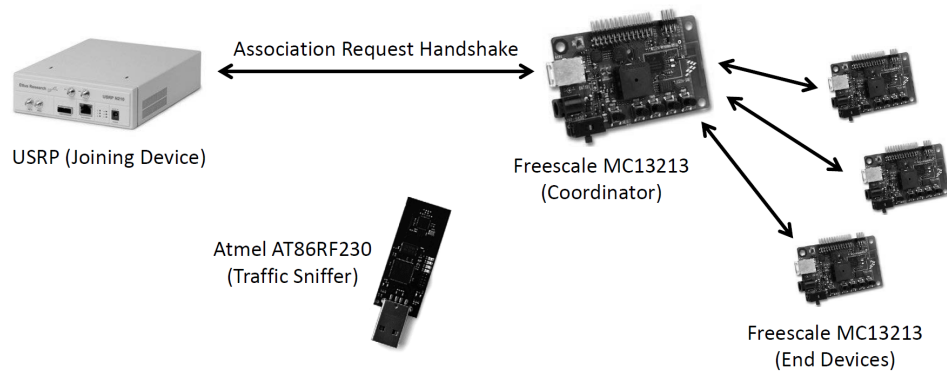 Association Request Handshake
USRP (Joining Device)
Freescale MC13213
(Coordinator)
Atmel AT86RF230
(Traffic Sniffer)
Freescale MC13213
(End Devices)